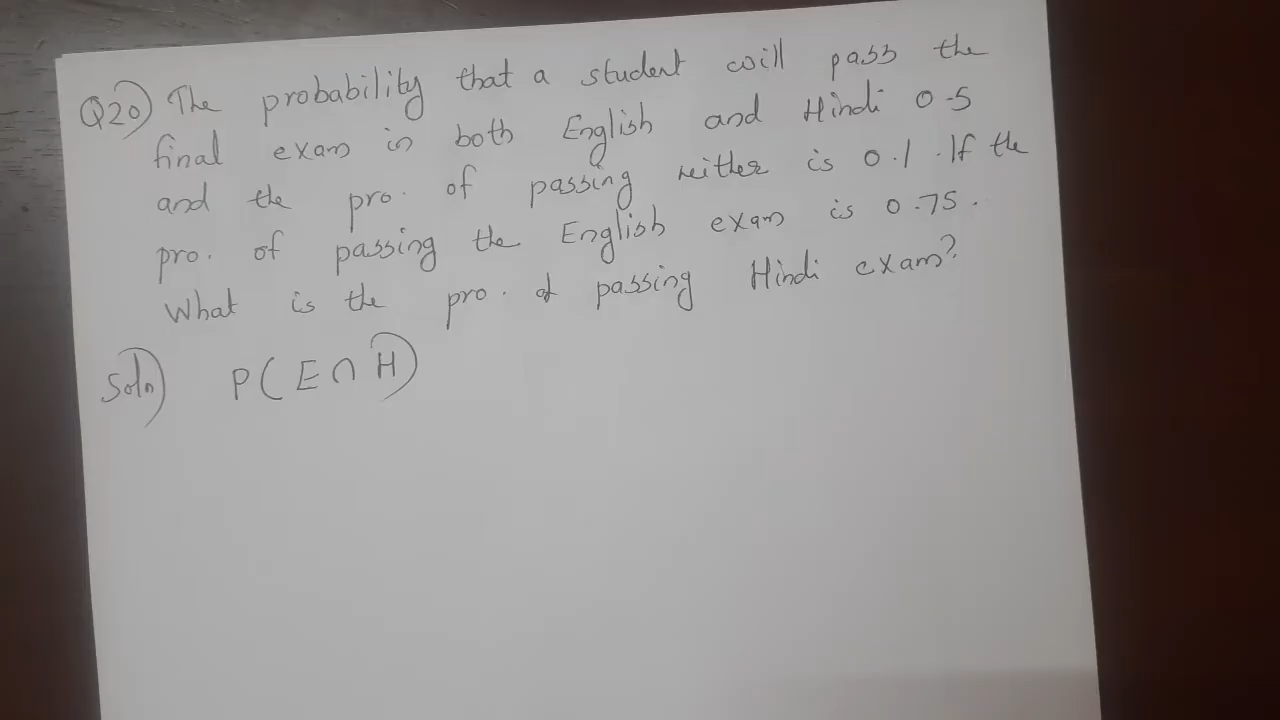 Q20) The probability that a student will pass the
final exam in both English and Hindi 0.5
and the pro. of passing neither is 0.1. If the
pro. of passing the English exam is 0.75.
What is the pro. of passing Hindi exam?
Soln) P(E∩H)